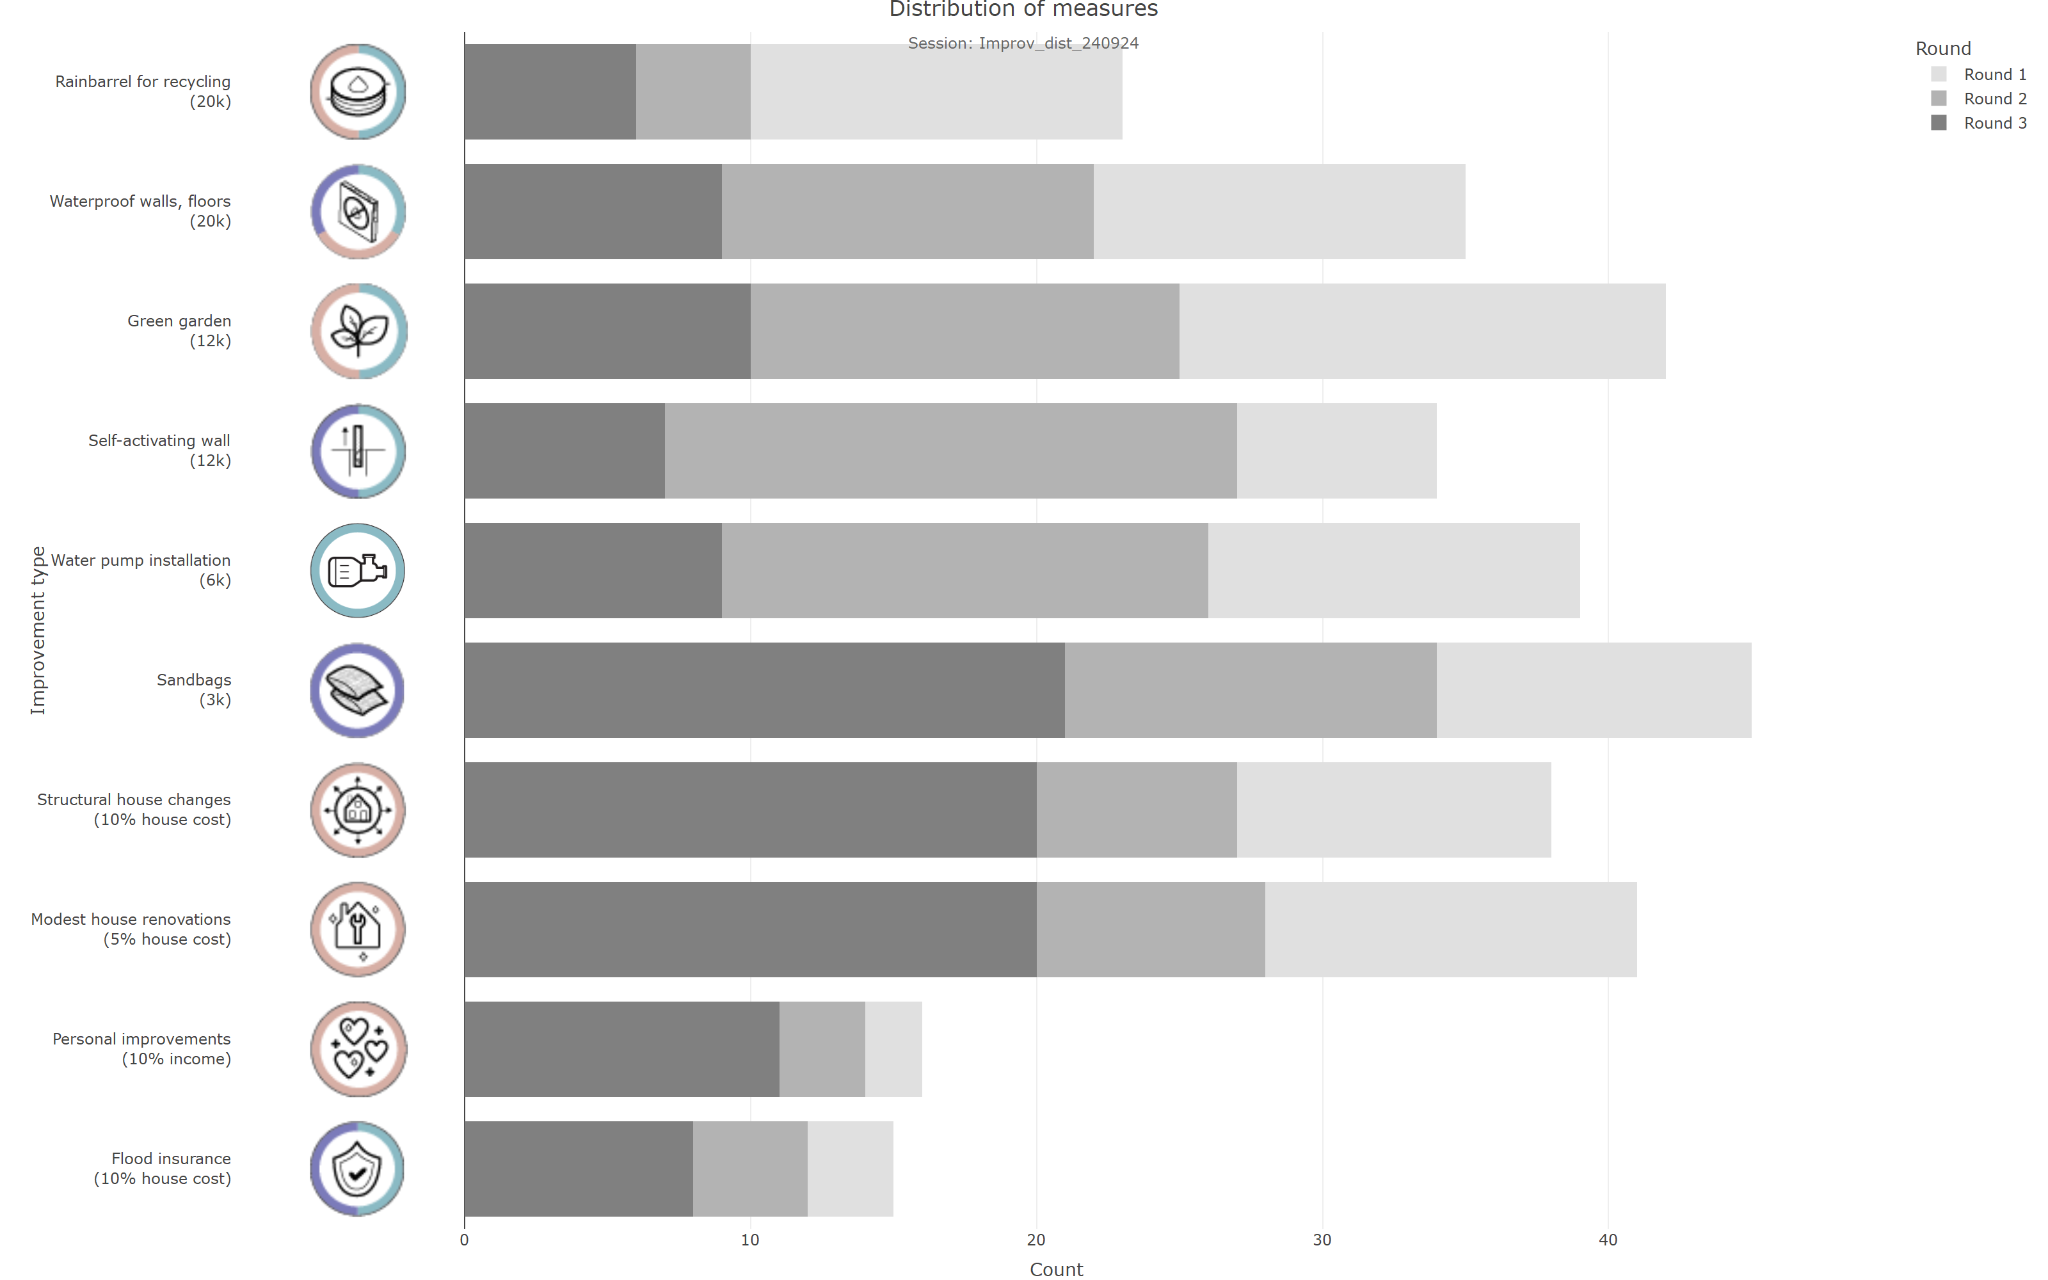 Distribution of measures
Session: Improv_dist_240924
Round
Round 1
Round 2
Round 3
Improvement type
Rainbarrel for recycling
(20k)
Waterproof walls, floors
(20k)
Green garden
(12k)
Self-activating wall
(12k)
Water pump installation
(6k)
Sandbags
(3k)
Structural house changes
(10% house cost)
Modest house renovations
(5% house cost)
Personal improvements
(10% income)
Flood insurance
(10% house cost)
0 10 20 30 40
Count